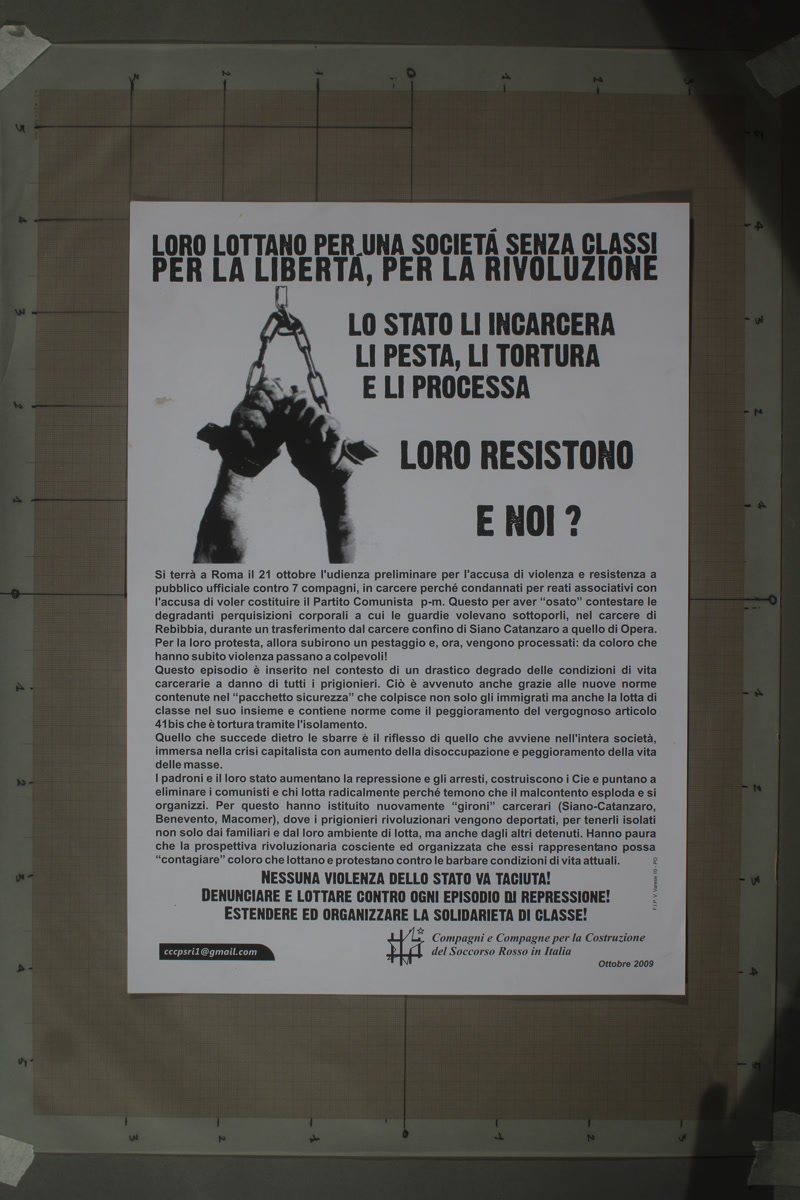 LORO LOTTANO PER UNA SOCIETÁ SENZA CLASSI
PER LA LIBERTÁ, PER LA RIVOLUZIONE
LO STATO LI INCARCERA
LI PESTA, LI TORTURA
E LI PROCESSA
LORO RESISTONO
E NOI ?
Si terrà a Roma il 21 ottobre l'udienza preliminare per l'accusa di violenza e resistenza a
pubblico ufficiale contro 7 compagni, in carcere perché condannati per reati associativi con
l'accusa di voler costituire il Partito Comunista p-m. Questo per aver “osato” contestare le
degradanti perquisizioni corporali a cui le guardie volevano sottoporli, nel carcere di
Rebibbia, durante un trasferimento dal carcere confino di Siano Catanzaro a quello di Opera.
Per la loro protesta, allora subirono un pestaggio e, ora, vengono processati: da coloro che
hanno subito violenza passano a colpevoli!
Questo episodio è inserito nel contesto di un drastico degrado delle condizioni di vita
carcerarie a danno di tutti i prigionieri. Ciò è avvenuto anche grazie alle nuove norme
contenute nel “pacchetto sicurezza” che colpisce non solo gli immigrati ma anche la lotta di
classe nel suo insieme e contiene norme come il peggioramento del vergognoso articolo
41bis che è tortura tramite l'isolamento.
Quello che succede dietro le sbarre è il riflesso di quello che avviene nell'intera società,
immersa nella crisi capitalista con aumento della disoccupazione e peggioramento della vita
delle masse.
I padroni e il loro stato aumentano la repressione e gli arresti, costruiscono i Cie e puntano a
eliminare i comunisti e chi lotta radicalmente perché temono che il malcontento esploda e si
organizzi. Per questo hanno istituito nuovamente “gironi” carcerari (Siano-Catanzaro,
Benevento, Macomer), dove i prigionieri rivoluzionari vengono deportati, per tenerli isolati
non solo dai familiari e dal loro ambiente di lotta, ma anche dagli altri detenuti. Hanno paura
che la prospettiva rivoluzionaria cosciente ed organizzata che essi rappresentano possa
“contagiare” coloro che lottano e protestano contro le barbare condizioni di vita attuali.
NESSUNA VIOLENZA DELLO STATO VA TACIUTA!
DENUNCIARE E LOTTARE CONTRO OGNI EPISODIO DI REPRESSIONE!
ESTENDERE ED ORGANIZZARE LA SOLIDARIETA DI CLASSE!
cccpsri1@gmail.com
Compagni e Compagne per la Costruzione
del Soccorso Rosso in Italia
Ottobre 2009